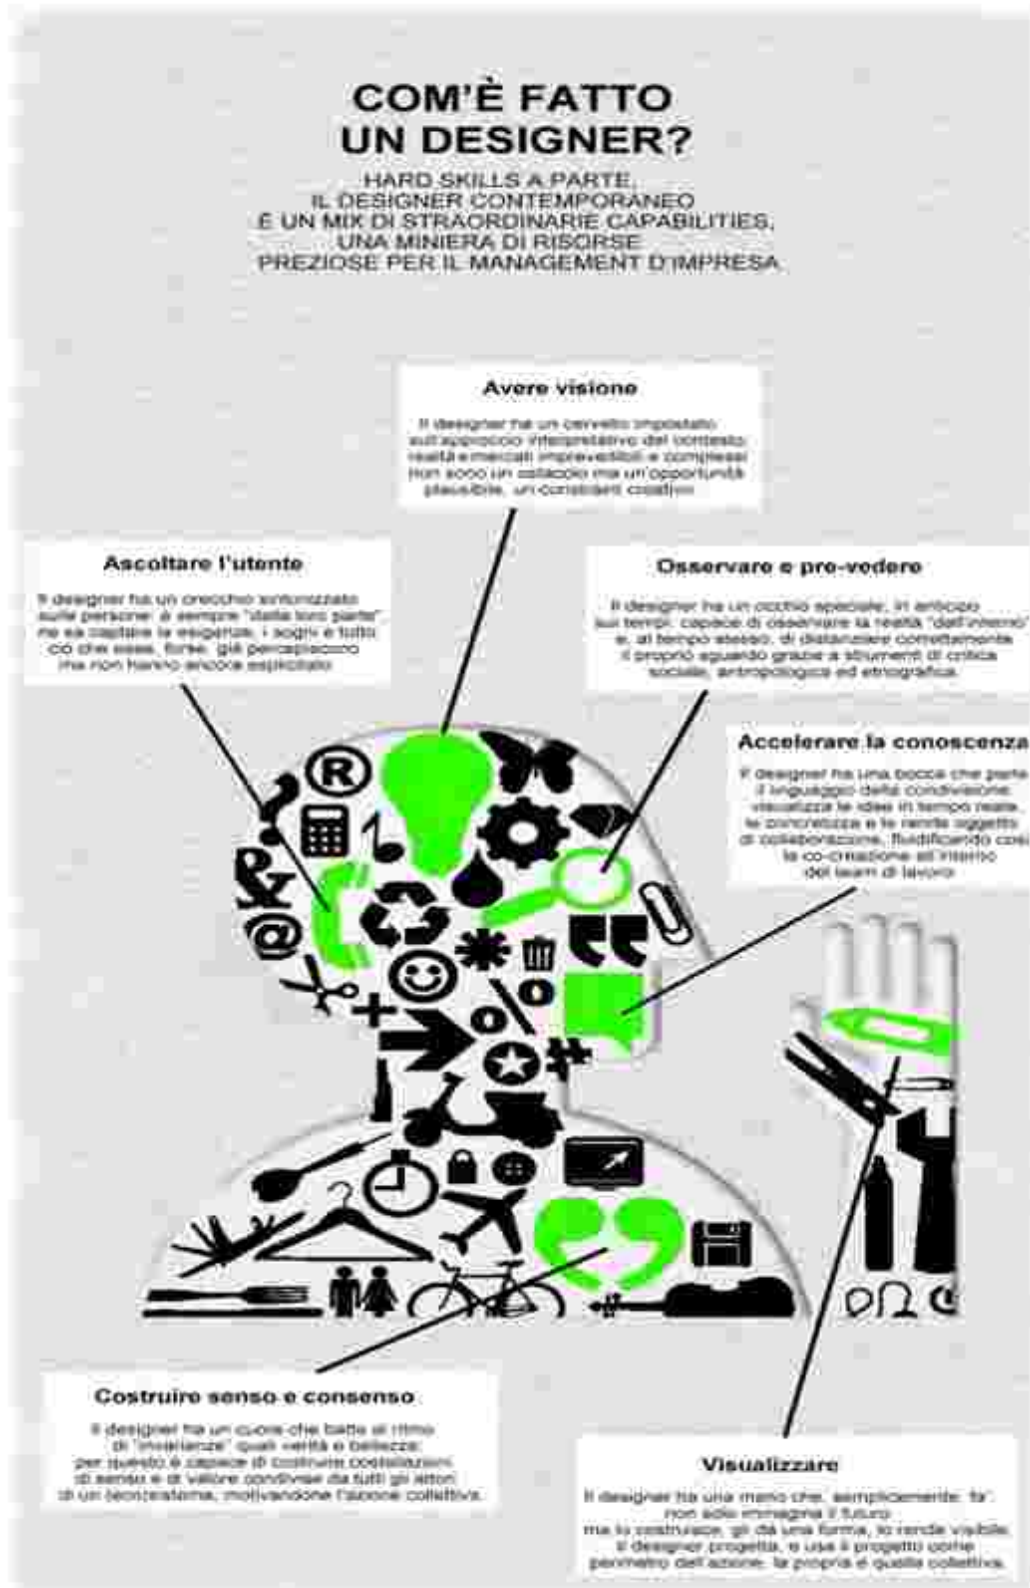 COM'È FATTO
UN DESIGNER?
HARD SKILLS A PARTE,
IL DESIGNER CONTEMPORANEO
È UN MIX DI STRAORDINARIE CAPABILITIES,
UNA MINIERA DI RISORSE
PREZIOSE PER IL MANAGEMENT D'IMPRESA
Avere visione
Il designer ha un cervello impostato
sull'approccio interpretativo del contesto:
realtà e mercati imprevedibili e complessi
non sono un ostacolo ma un'opportunità
plausibile, un constraint creativo
Ascoltare l'utente
Il designer ha un orecchio sintonizzato
sulle persone: è sempre "dalla loro parte"
ne sa captare le esigenze, i sogni e tutto
ciò che esse, forse, già percepiscono
ma non hanno ancora esplicitato
Osservare e pre-vedere
Il designer ha un occhio speciale, in anticipo
sui tempi: capace di osservare la realtà "dall'interno"
e, al tempo stesso, di distanziare correttamente
il proprio sguardo grazie a strumenti di critica
sociale, antropologica ed etnografica.
Accelerare la conoscenza
Il designer ha una bocca che parla
il linguaggio della condivisione:
visualizza le idee in tempo reale,
le concretizza e le rende oggetto
di collaborazione, fluidificando così
la co-creazione all'interno
del team di lavoro
R
&
@
%
#
Costruire senso e consenso
Il designer ha un cuore che batte al ritmo
di "invarianze" quali verità e bellezza:
per questo è capace di costruire costellazioni
di senso e di valore condivise da tutti gli attori
di un (eco)sistema, motivandone l'azione collettiva.
Visualizzare
Il designer ha una mano che, semplicemente, fa':
non solo immagina il futuro
ma lo costruisce, gli dà una forma, lo rende visibile.
Il designer progetta, e usa il progetto come
perimetro dell'azione, la propria e quella collettiva.